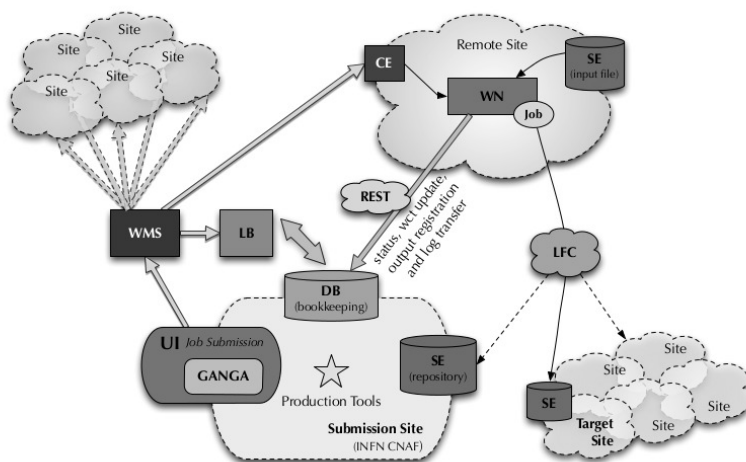 Site
Site
Site
Site
Site
Site
CE
Remote Site
SE
(input file)
WN
Job
REST
status, wct update,
output registration
and log transfer
WMS
LB
LFC
DB
(bookkeeping)
UI Job Submission
GANGA
SE
(repository)
Production Tools
Submission Site
(INFN CNAF)
Site
Site
Site
Site
Site
SE
Target
Site